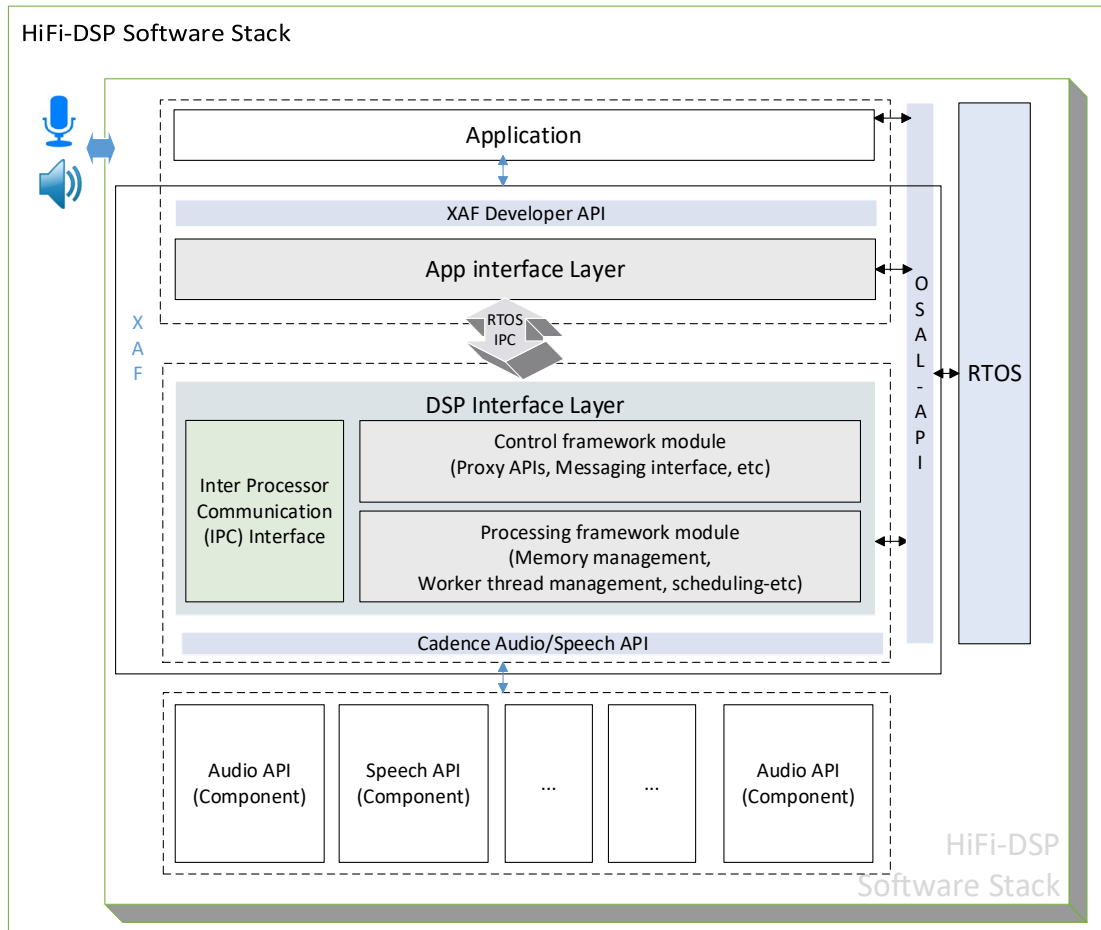 HiFi-DSP Software Stack
Application
XAF Developer API
App interface Layer
RTOS
IPC
X
A
F
O
S
A
L
-
A
P
I
RTOS
DSP Interface Layer
Inter Processor
Communication
(IPC) Interface
Control framework module
(Proxy APIs, Messaging interface, etc)
Processing framework module
(Memory management,
Worker thread management, scheduling-etc)
Cadence Audio/Speech API
Audio API
(Component)
Speech API
(Component)
...
...
Audio API
(Component)
HiFi-DSP
Software Stack